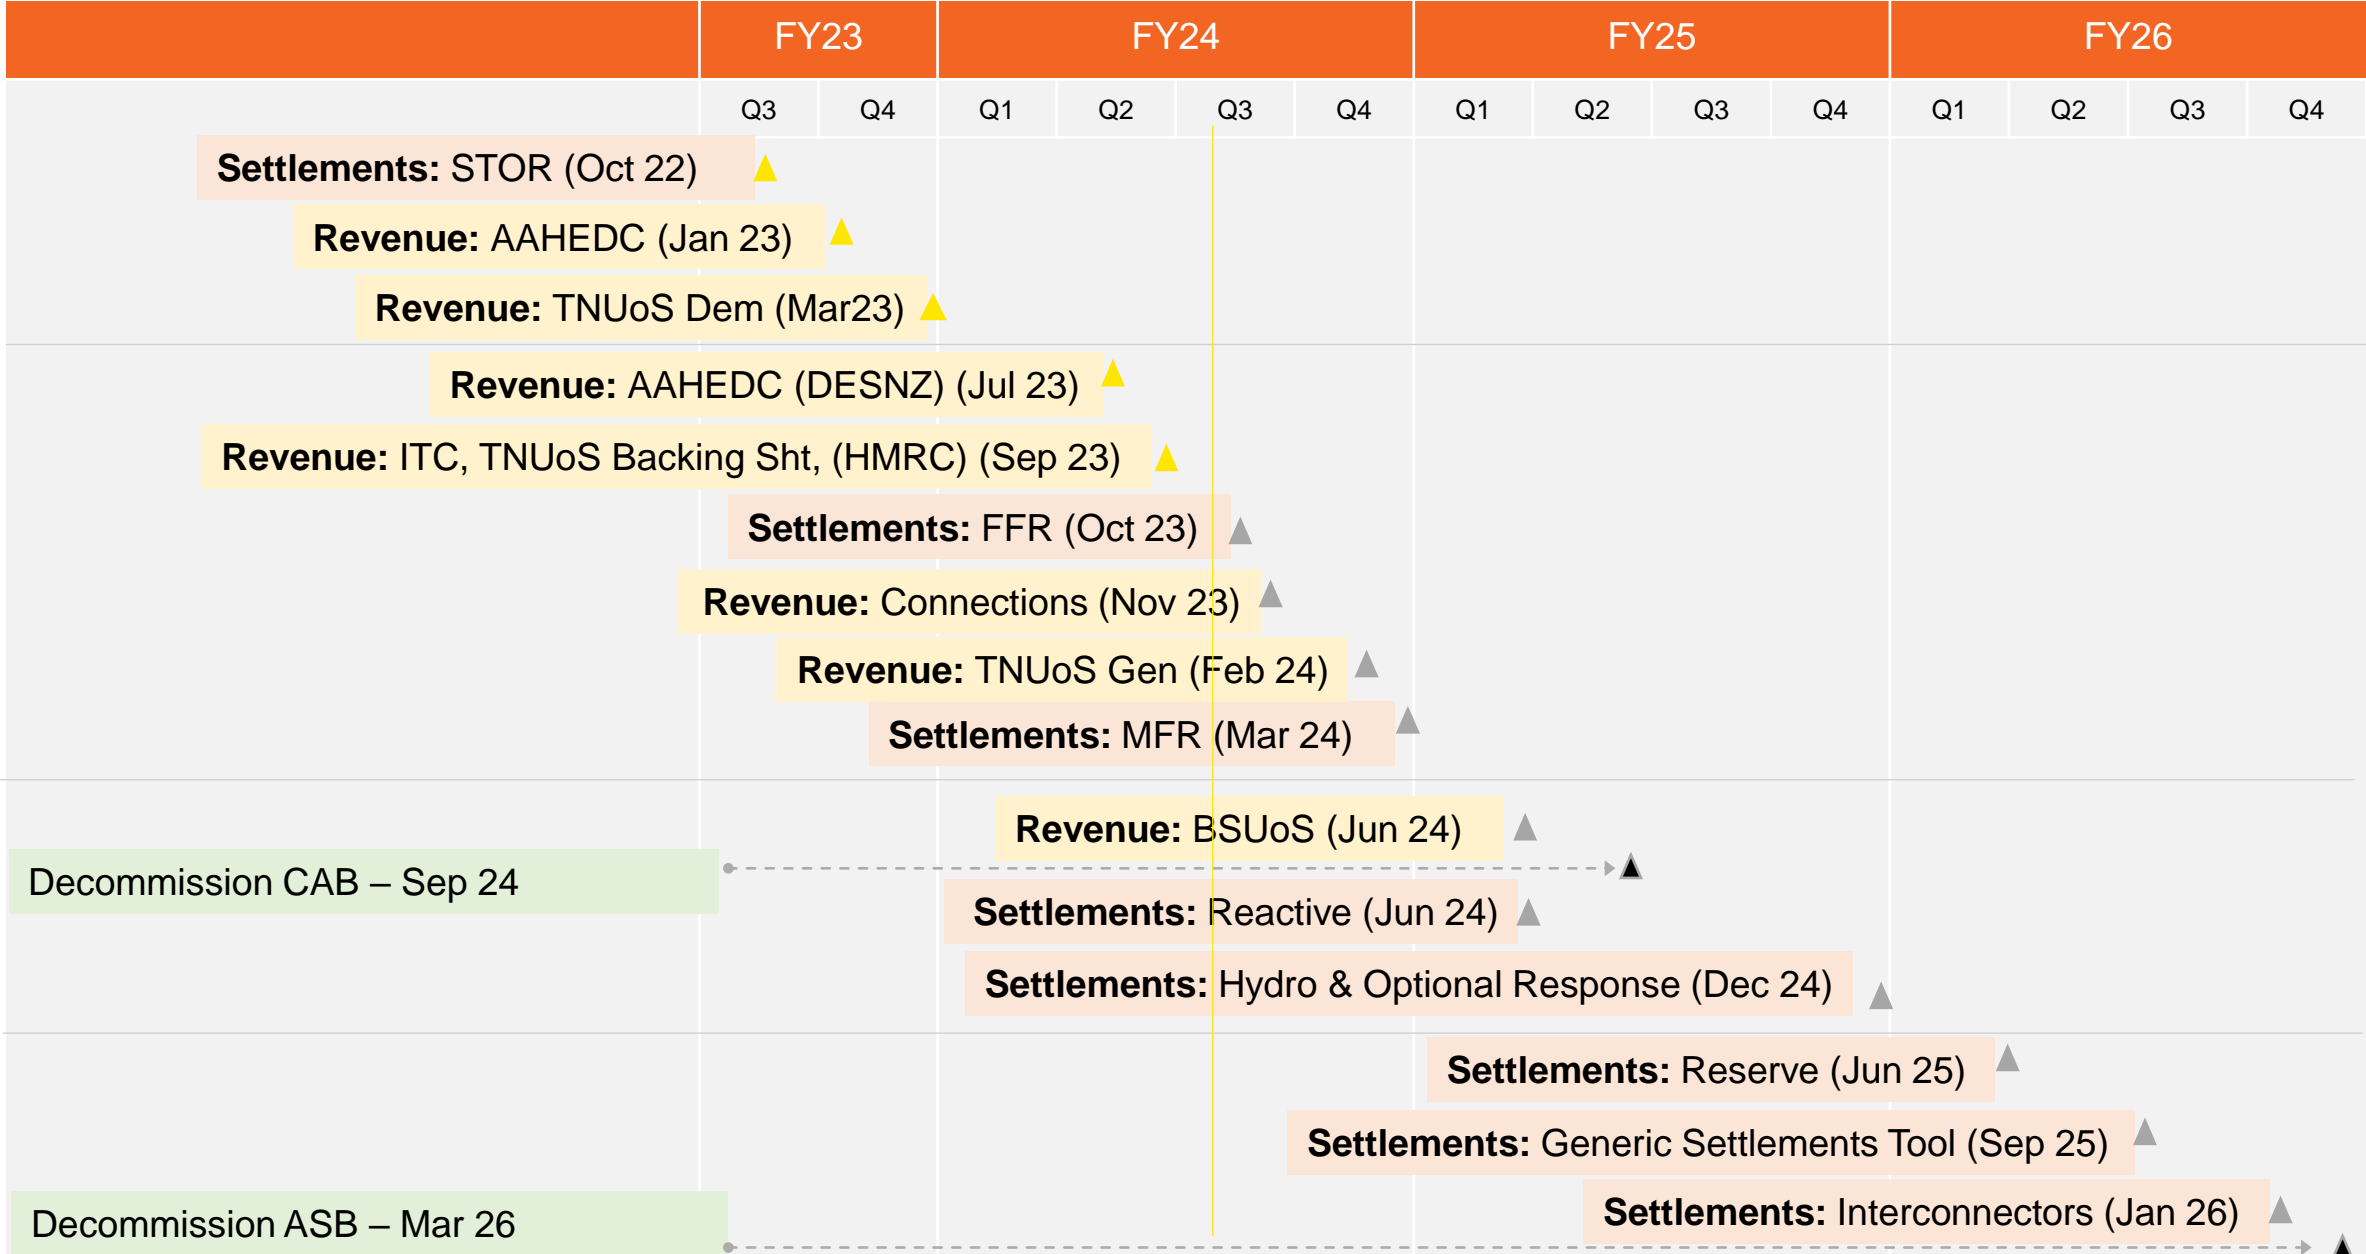 FY23 FY24 FY25 FY26
Q3 Q4 Q1 Q2 Q3 Q4 Q1 Q2 Q3 Q4 Q1 Q2 Q3 Q4
Settlements: STOR (Oct 22)
Revenue: AAHEDC (Jan 23)
Revenue: TNUoS Dem (Mar23)
Revenue: AAHEDC (DESNZ) (Jul 23)
Revenue: ITC, TNUoS Backing Sht, (HMRC) (Sep 23)
Settlements: FFR (Oct 23)
Revenue: Connections (Nov 23)
Revenue: TNUoS Gen (Feb 24)
Settlements: MFR (Mar 24)
Revenue: BSUoS (Jun 24)
Decommission CAB – Sep 24
Settlements: Reactive (Jun 24)
Settlements: Hydro & Optional Response (Dec 24)
Settlements: Reserve (Jun 25)
Settlements: Generic Settlements Tool (Sep 25)
Settlements: Interconnectors (Jan 26)
Decommission ASB – Mar 26